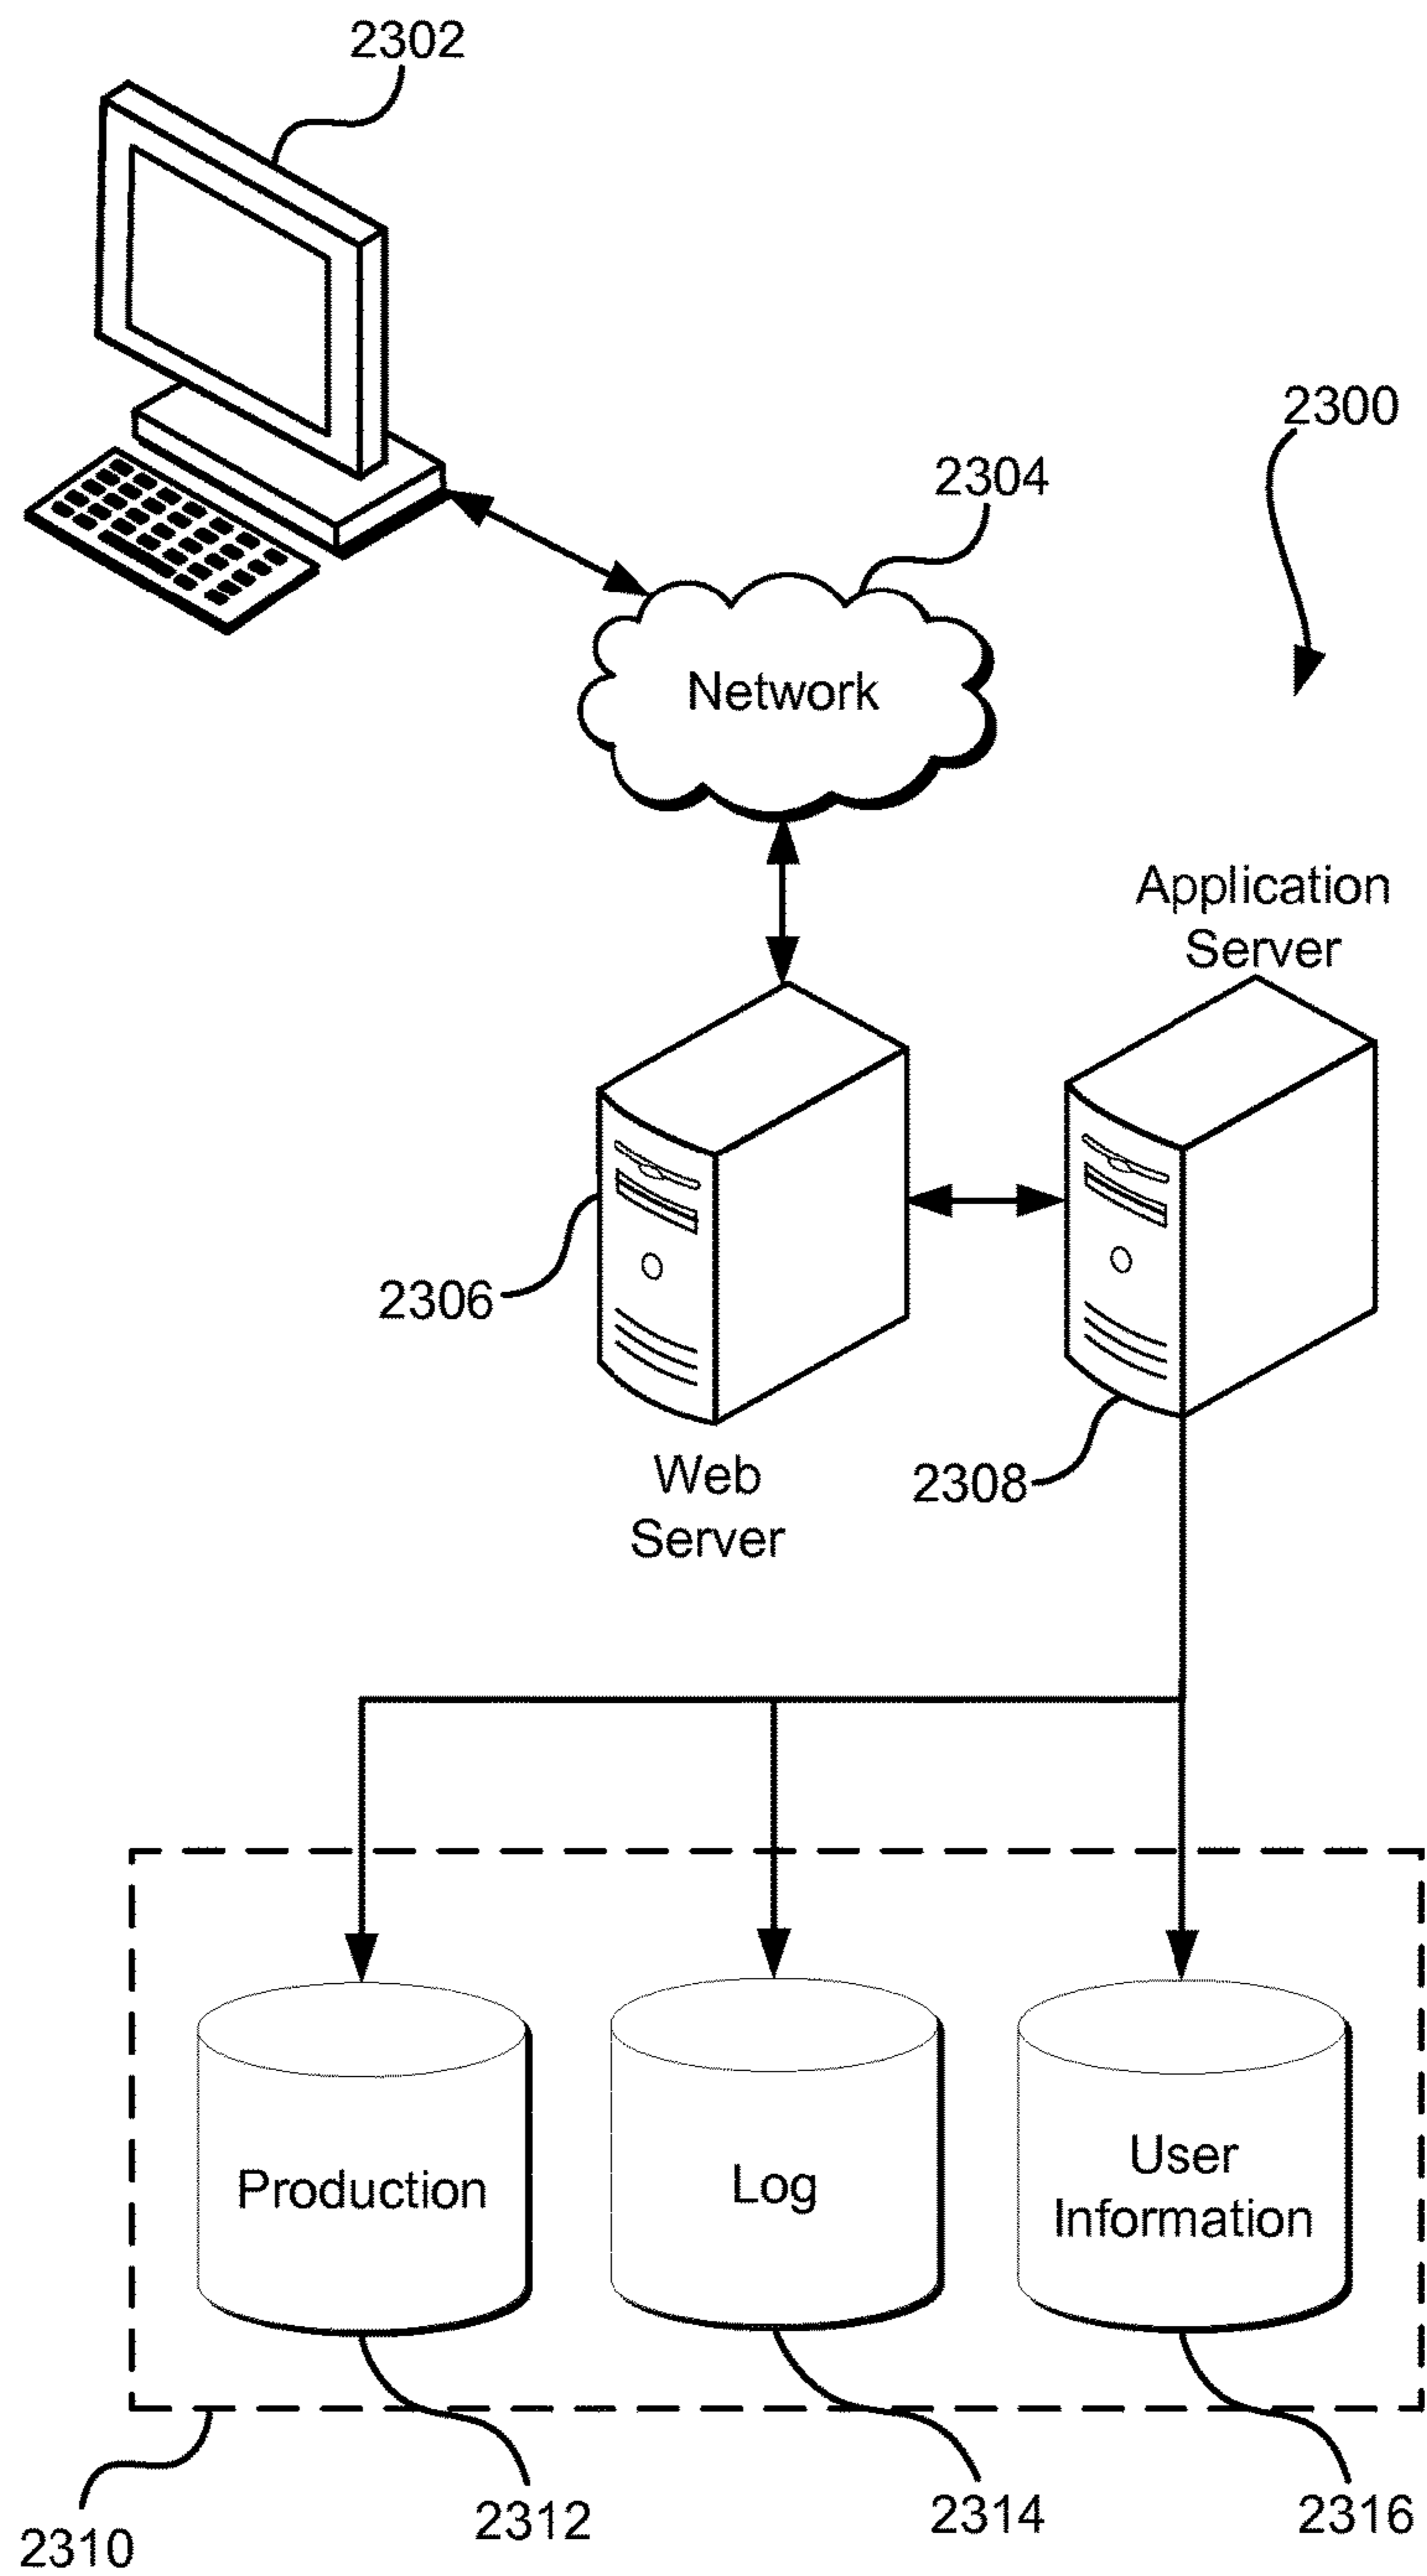 2302
2300
2304
Network
Application
Server
2306
Web
Server
2308
Production
Log
User
Information
2310
2312
2314
2316